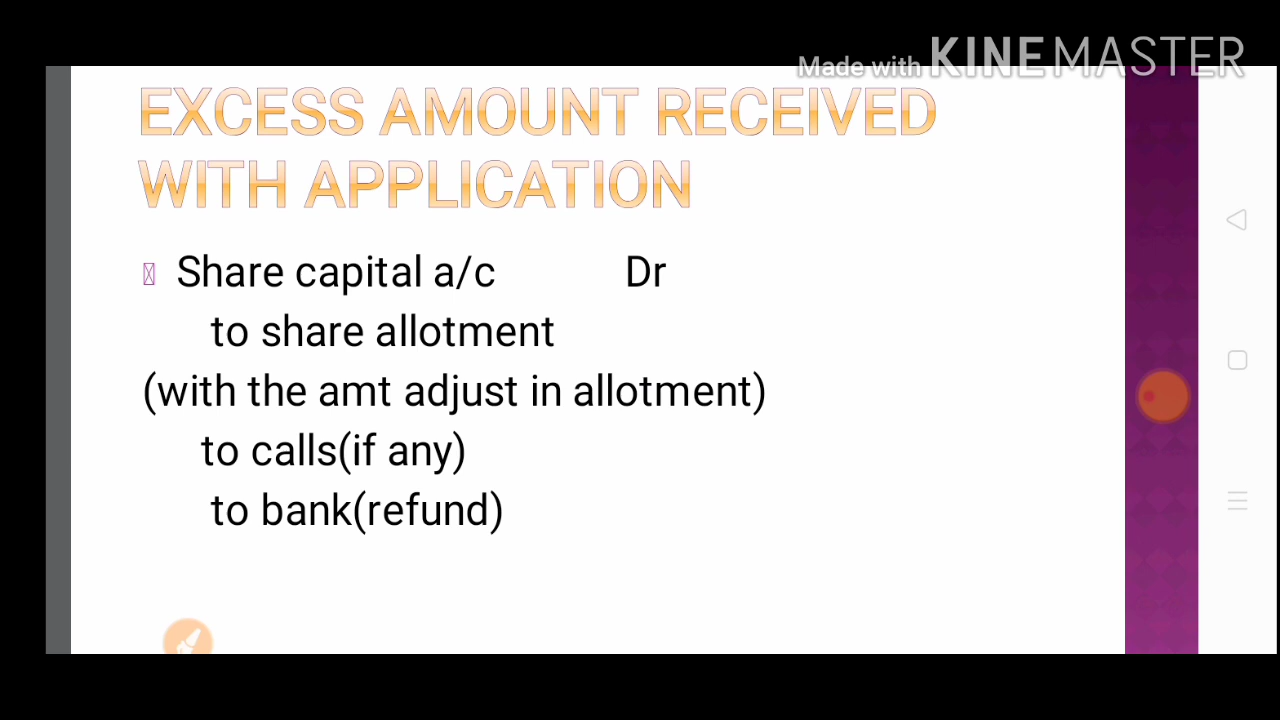 Made with KINEMASTER
EXCESS AMOUNT RECEIVED
WITH APPLICATION
Share capital a/c Dr
to share allotment
(with the amt adjust in allotment)
to calls(if any)
to bank(refund)